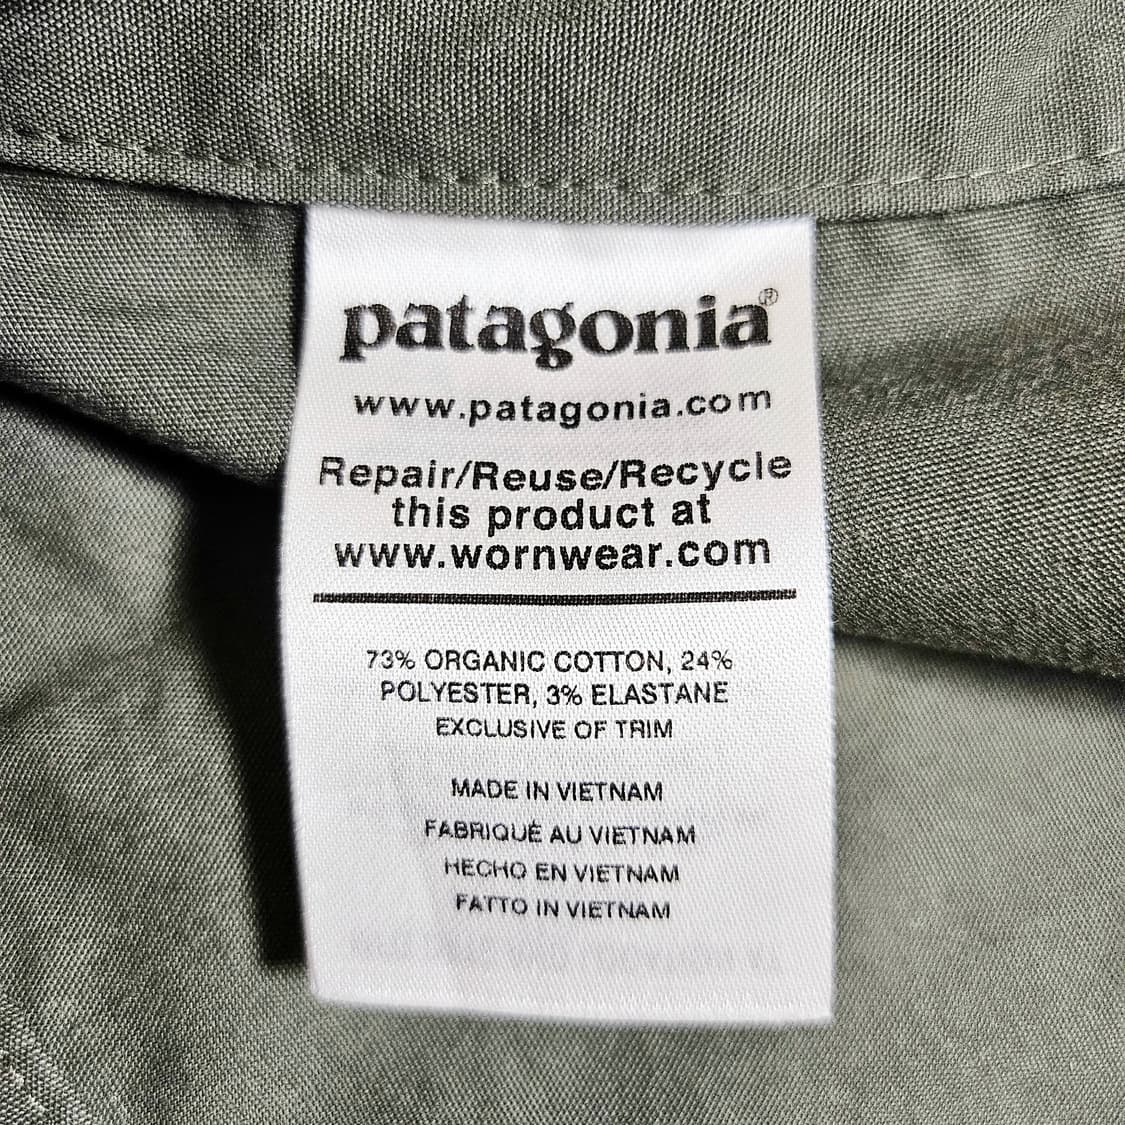 patagonia®
www.patagonia.com
Repair/Reuse/Recycle
this product at
www.wornwear.com
73% ORGANIC COTTON, 24%
POLYESTER, 3% ELASTANE
EXCLUSIVE OF TRIM
MADE IN VIETNAM
FABRIQUÉ AU VIETNAM
HECHO EN VIETNAM
FATTO IN VIETNAM